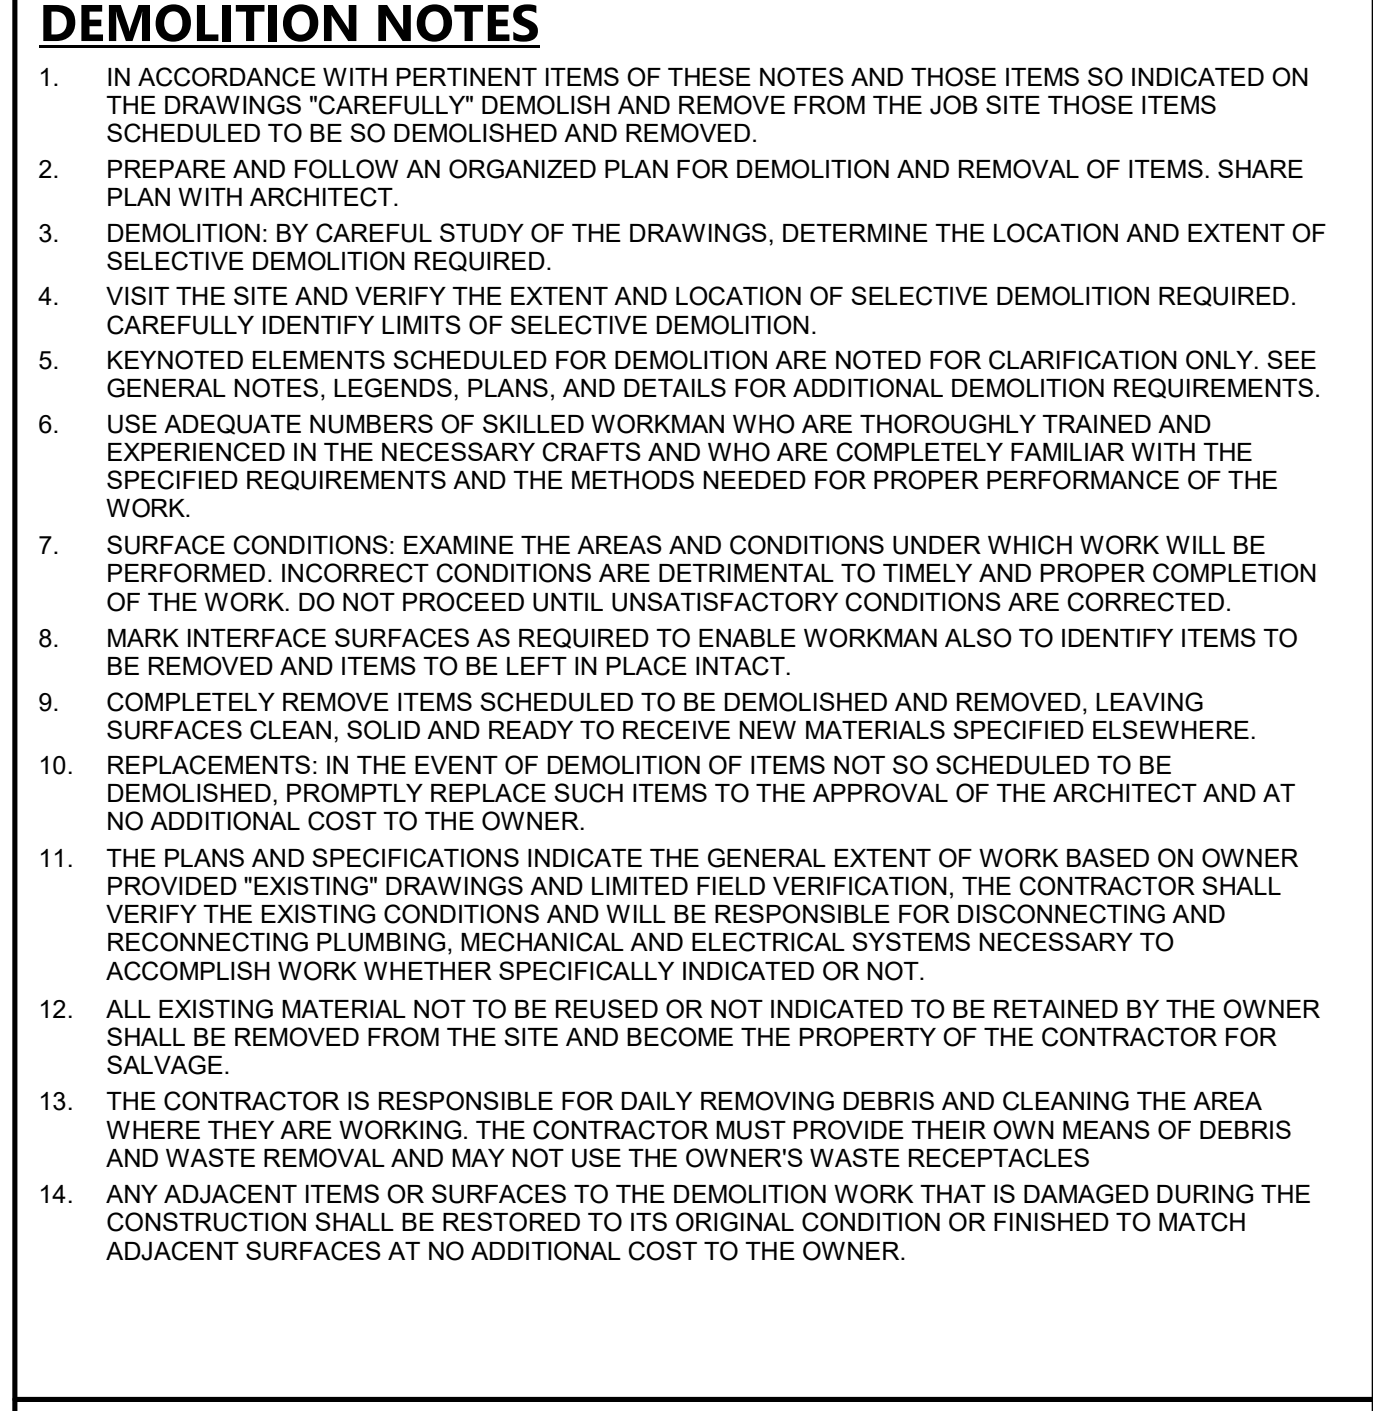 DEMOLITION NOTES
1. IN ACCORDANCE WITH PERTINENT ITEMS OF THESE NOTES AND THOSE ITEMS SO INDICATED ON
THE DRAWINGS "CAREFULLY" DEMOLISH AND REMOVE FROM THE JOB SITE THOSE ITEMS
SCHEDULED TO BE SO DEMOLISHED AND REMOVED.
2. PREPARE AND FOLLOW AN ORGANIZED PLAN FOR DEMOLITION AND REMOVAL OF ITEMS. SHARE
PLAN WITH ARCHITECT.
3. DEMOLITION: BY CAREFUL STUDY OF THE DRAWINGS, DETERMINE THE LOCATION AND EXTENT OF
SELECTIVE DEMOLITION REQUIRED.
4. VISIT THE SITE AND VERIFY THE EXTENT AND LOCATION OF SELECTIVE DEMOLITION REQUIRED.
CAREFULLY IDENTIFY LIMITS OF SELECTIVE DEMOLITION.
5. KEYNOTED ELEMENTS SCHEDULED FOR DEMOLITION ARE NOTED FOR CLARIFICATION ONLY. SEE
GENERAL NOTES, LEGENDS, PLANS, AND DETAILS FOR ADDITIONAL DEMOLITION REQUIREMENTS.
6. USE ADEQUATE NUMBERS OF SKILLED WORKMAN WHO ARE THOROUGHLY TRAINED AND
EXPERIENCED IN THE NECESSARY CRAFTS AND WHO ARE COMPLETELY FAMILIAR WITH THE
SPECIFIED REQUIREMENTS AND THE METHODS NEEDED FOR PROPER PERFORMANCE OF THE
WORK.
7. SURFACE CONDITIONS: EXAMINE THE AREAS AND CONDITIONS UNDER WHICH WORK WILL BE
PERFORMED. INCORRECT CONDITIONS ARE DETRIMENTAL TO TIMELY AND PROPER COMPLETION
OF THE WORK. DO NOT PROCEED UNTIL UNSATISFACTORY CONDITIONS ARE CORRECTED.
8. MARK INTERFACE SURFACES AS REQUIRED TO ENABLE WORKMAN ALSO TO IDENTIFY ITEMS TO
BE REMOVED AND ITEMS TO BE LEFT IN PLACE INTACT.
9. COMPLETELY REMOVE ITEMS SCHEDULED TO BE DEMOLISHED AND REMOVED, LEAVING
SURFACES CLEAN, SOLID AND READY TO RECEIVE NEW MATERIALS SPECIFIED ELSEWHERE.
10. REPLACEMENTS: IN THE EVENT OF DEMOLITION OF ITEMS NOT SO SCHEDULED TO BE
DEMOLISHED, PROMPTLY REPLACE SUCH ITEMS TO THE APPROVAL OF THE ARCHITECT AND AT
NO ADDITIONAL COST TO THE OWNER.
11. THE PLANS AND SPECIFICATIONS INDICATE THE GENERAL EXTENT OF WORK BASED ON OWNER
PROVIDED "EXISTING" DRAWINGS AND LIMITED FIELD VERIFICATION, THE CONTRACTOR SHALL
VERIFY THE EXISTING CONDITIONS AND WILL BE RESPONSIBLE FOR DISCONNECTING AND
RECONNECTING PLUMBING, MECHANICAL AND ELECTRICAL SYSTEMS NECESSARY TO
ACCOMPLISH WORK WHETHER SPECIFICALLY INDICATED OR NOT.
12. ALL EXISTING MATERIAL NOT TO BE REUSED OR NOT INDICATED TO BE RETAINED BY THE OWNER
SHALL BE REMOVED FROM THE SITE AND BECOME THE PROPERTY OF THE CONTRACTOR FOR
SALVAGE.
13. THE CONTRACTOR IS RESPONSIBLE FOR DAILY REMOVING DEBRIS AND CLEANING THE AREA
WHERE THEY ARE WORKING. THE CONTRACTOR MUST PROVIDE THEIR OWN MEANS OF DEBRIS
AND WASTE REMOVAL AND MAY NOT USE THE OWNER'S WASTE RECEPTACLES
14. ANY ADJACENT ITEMS OR SURFACES TO THE DEMOLITION WORK THAT IS DAMAGED DURING THE
CONSTRUCTION SHALL BE RESTORED TO ITS ORIGINAL CONDITION OR FINISHED TO MATCH
ADJACENT SURFACES AT NO ADDITIONAL COST TO THE OWNER.